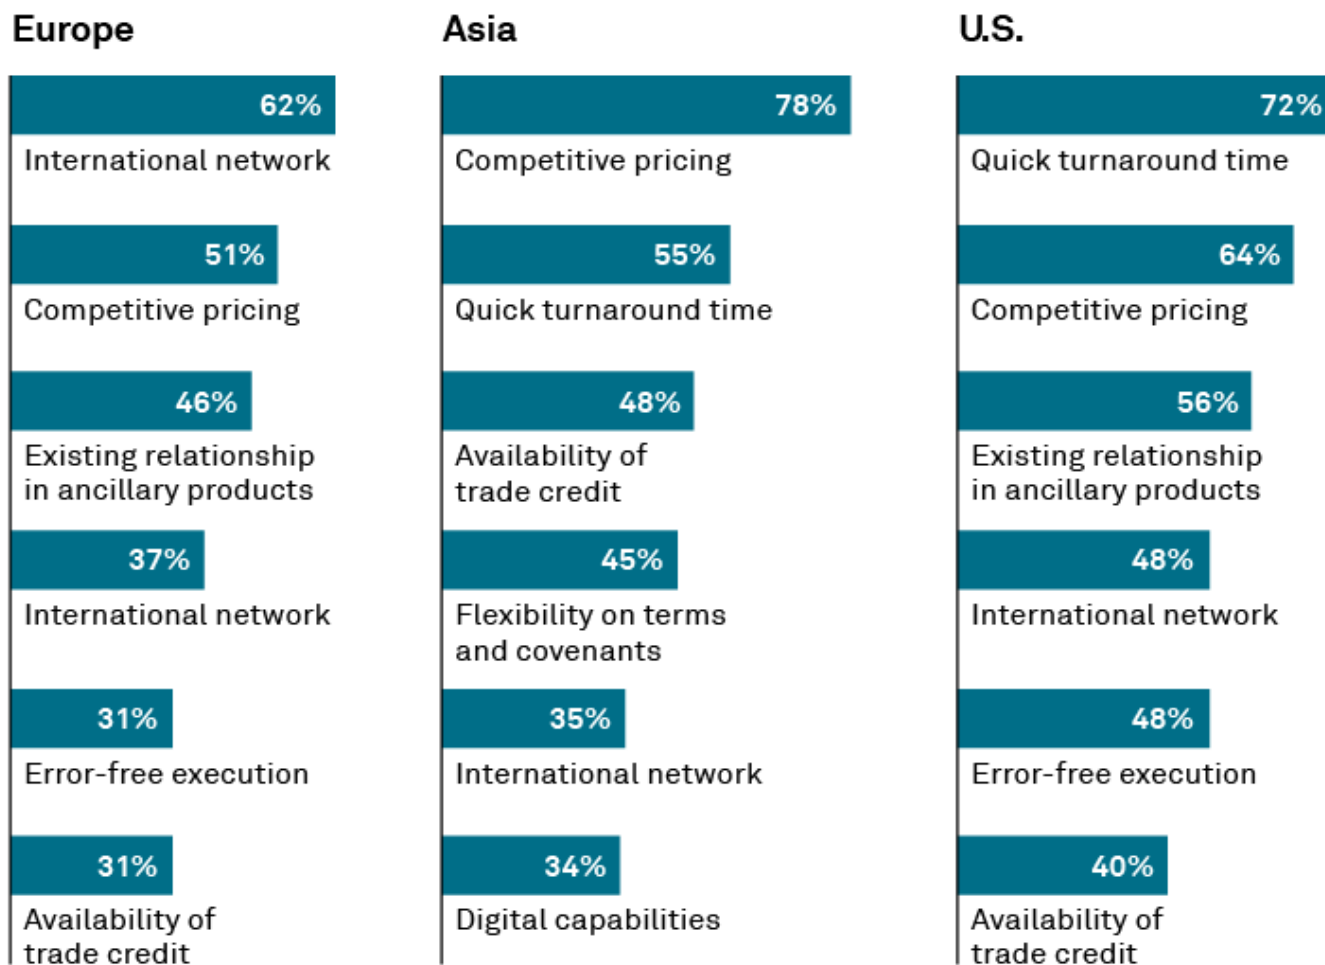 Europe
62%
International network
51%
Competitive pricing
46%
Existing relationship
in ancillary products
37%
International network
31%
Error-free execution
31%
Availability of
trade credit
Asia
78%
Competitive pricing
55%
Quick turnaround time
48%
Availability of
trade credit
45%
Flexibility on terms
and covenants
35%
International network
34%
Digital capabilities
U.S.
72%
Quick turnaround time
64%
Competitive pricing
56%
Existing relationship
in ancillary products
48%
International network
48%
Error-free execution
40%
Availability of
trade credit